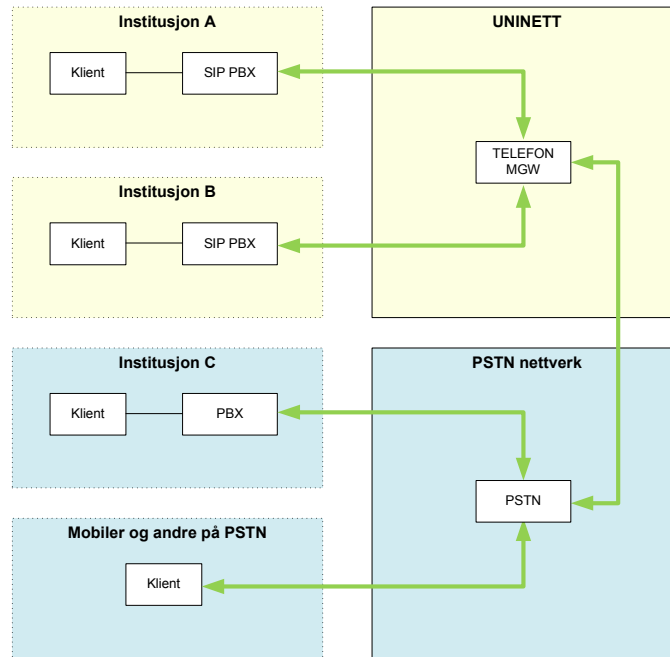 Institusjon A
Klient
SIP PBX
UNINETT
TELEFON
MGW
Institusjon B
Klient
SIP PBX
Institusjon C
Klient
PBX
PSTN nettverk
PSTN
Mobiler og andre på PSTN
Klient